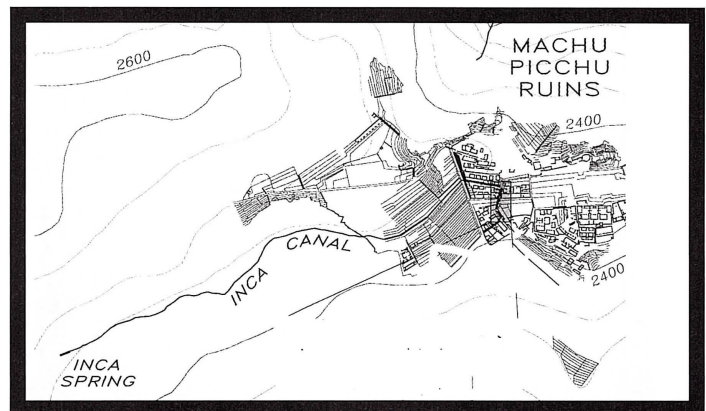 MACHU
PICCHU
RUINS
2600
2400
INCA CANAL
2400
INCA
SPRING